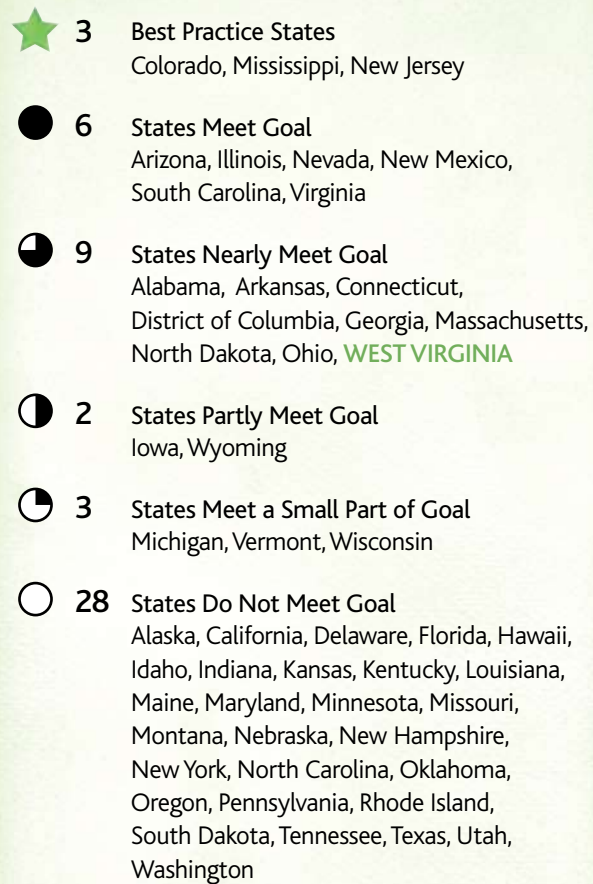 3 Best Practice States
Colorado, Mississippi, New Jersey
6 States Meet Goal
Arizona, Illinois, Nevada, New Mexico,
South Carolina, Virginia
9 States Nearly Meet Goal
Alabama, Arkansas, Connecticut,
District of Columbia, Georgia, Massachusetts,
North Dakota, Ohio, WEST VIRGINIA
2 States Partly Meet Goal
Iowa, Wyoming
3 States Meet a Small Part of Goal
Michigan, Vermont, Wisconsin
28 States Do Not Meet Goal
Alaska, California, Delaware, Florida, Hawaii,
Idaho, Indiana, Kansas, Kentucky, Louisiana,
Maine, Maryland, Minnesota, Missouri,
Montana, Nebraska, New Hampshire,
New York, North Carolina, Oklahoma,
Oregon, Pennsylvania, Rhode Island,
South Dakota, Tennessee, Texas, Utah,
Washington